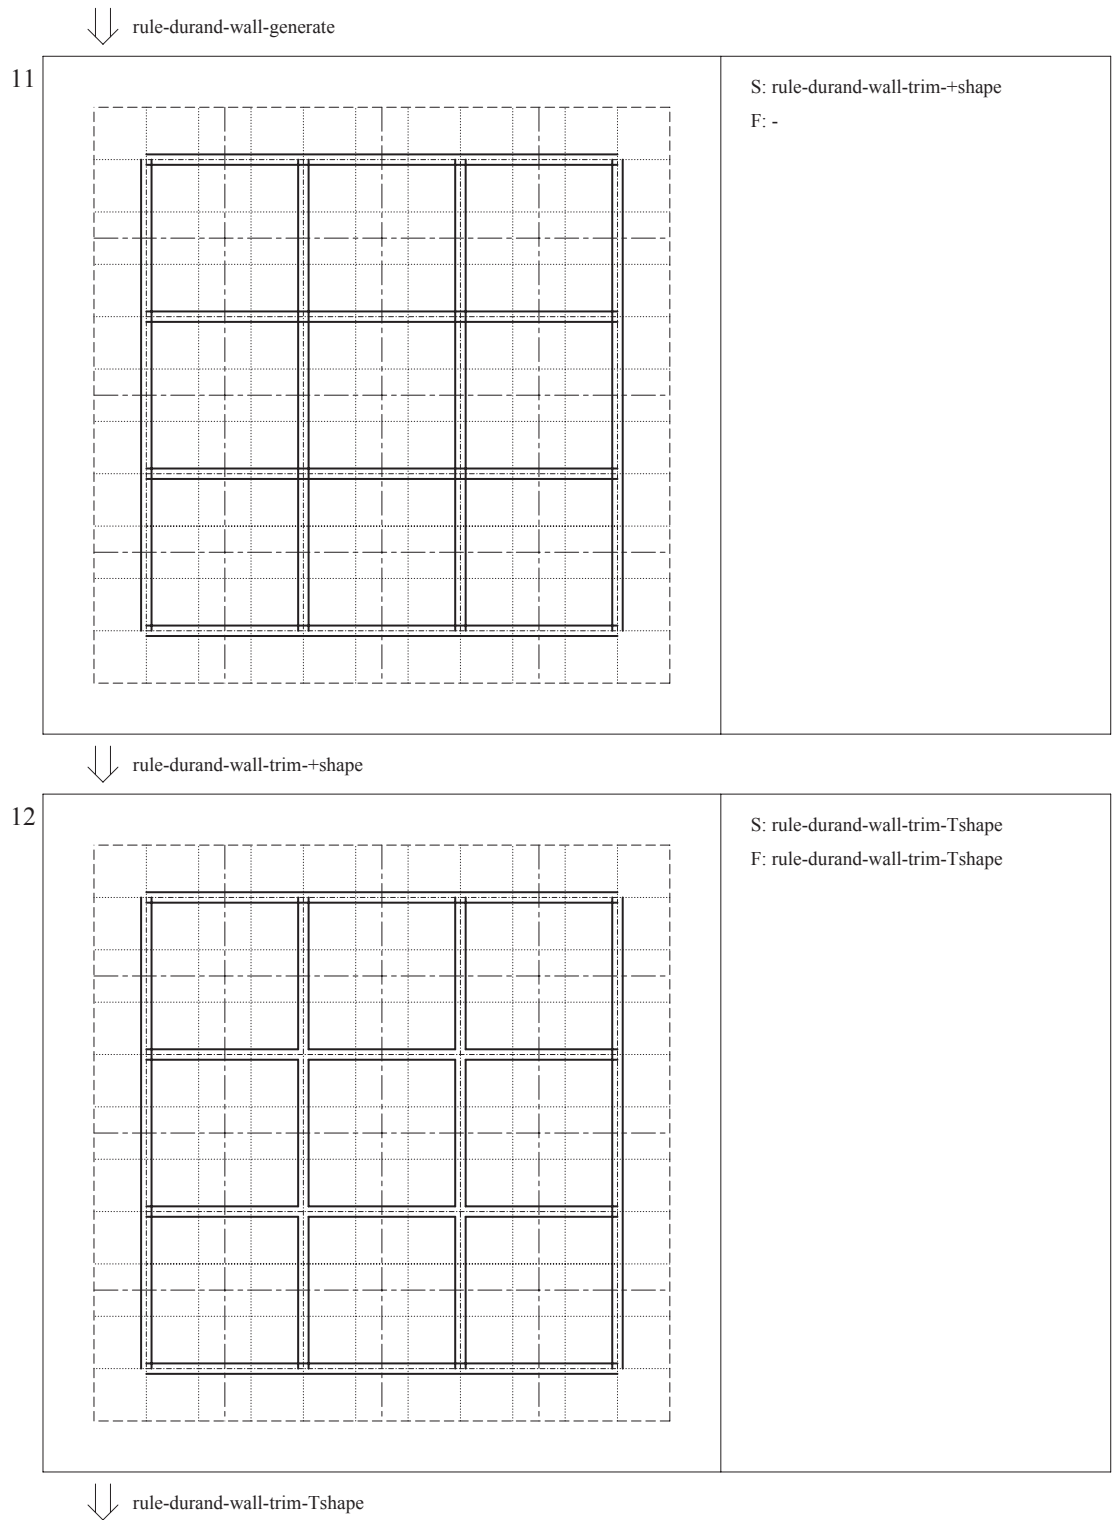 rule-durand-wall-generate
11
S: rule-durand-wall-trim-+shape
F: -
rule-durand-wall-trim-+shape
12
S: rule-durand-wall-trim-Tshape
F: rule-durand-wall-trim-Tshape
rule-durand-wall-trim-Tshape